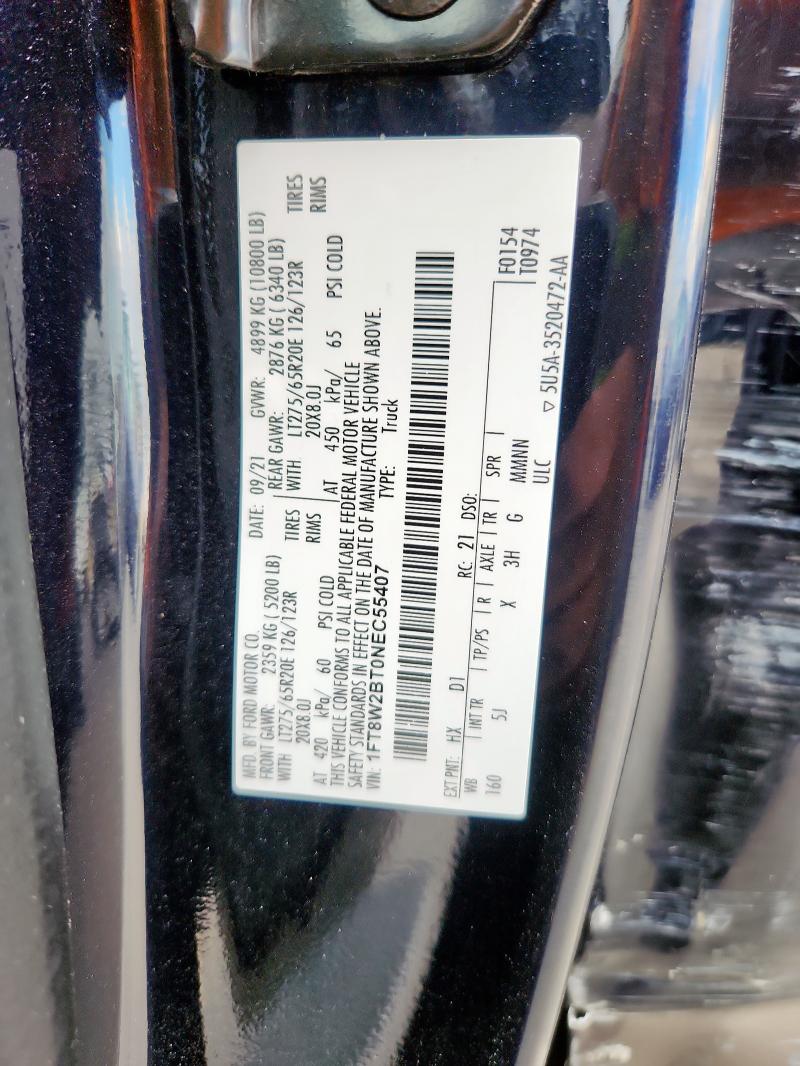 MFD. BY FORD MOTOR CO.
DATE: 09/21 GVWR: 4899 KG (10800 LB)
FRONT GAWR: 2359 KG ( 5200 LB) REAR GAWR: 2876 KG ( 6340 LB)
WITH LT275/65R20E 126/123R TIRES WITH LT275/65R20E 126/123R TIRES
20X8.0J RIMS 20X8.0J RIMS
AT 420 kPa/ 60 PSI COLD AT 450 kPa/ 65 PSI COLD
THIS VEHICLE CONFORMS TO ALL APPLICABLE FEDERAL MOTOR VEHICLE
SAFETY STANDARDS IN EFFECT ON THE DATE OF MANUFACTURE SHOWN ABOVE.
VIN: 1FT8W2BT0NEC55407 TYPE: Truck
EXT PNT: HX D1 RC: 21 DSO: F0154
WB INT TR TP/PS R AXLE TR SPR T0974
160 5J X 3H G MMMNN
ULC ▽ 5U5A-3520472-AA